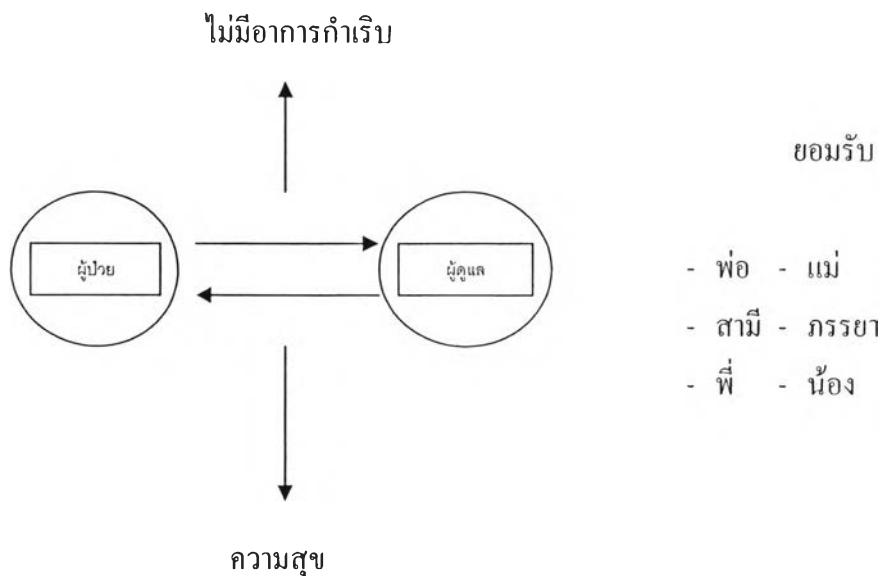 ไม่มีอาการกำเริบ
ยอมรับ
ผู้ป่วย
ผู้ดูแล
- พ่อ - แม่
- สามี - ภรรยา
- พี่ - น้อง
ความสุข